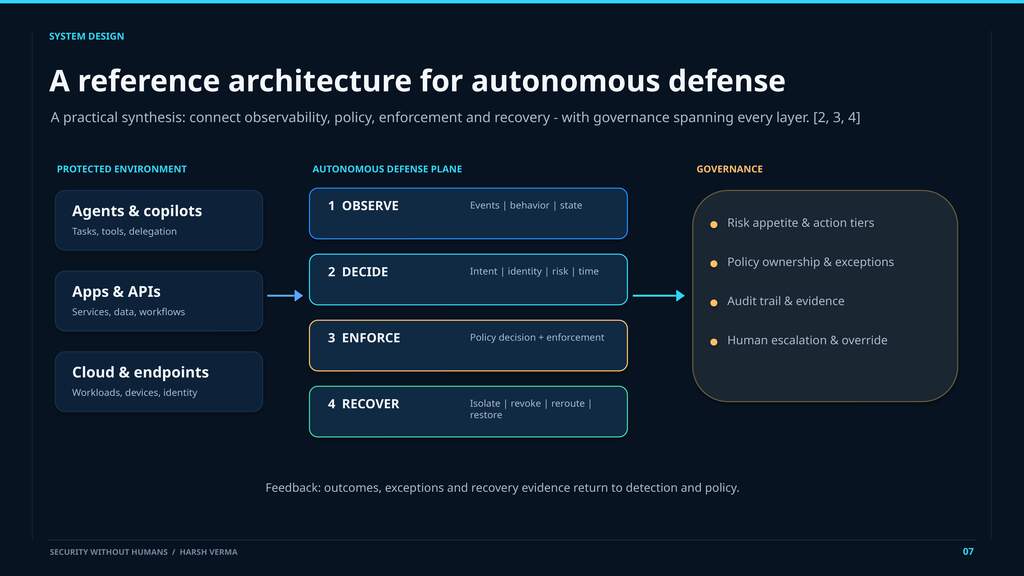 SYSTEM DESIGN
A reference architecture for autonomous defense
A practical synthesis: connect observability, policy, enforcement and recovery - with governance spanning every layer. [2, 3, 4]
PROTECTED ENVIRONMENT
Agents & copilots
Tasks, tools, delegation
Apps & APIs
Services, data, workflows
Cloud & endpoints
Workloads, devices, identity
AUTONOMOUS DEFENSE PLANE
1 OBSERVE
Events | behavior | state
2 DECIDE
Intent | identity | risk | time
3 ENFORCE
Policy decision + enforcement
4 RECOVER
Isolate | revoke | reroute |
restore
GOVERNANCE
Risk appetite & action tiers
Policy ownership & exceptions
Audit trail & evidence
Human escalation & override
Feedback: outcomes, exceptions and recovery evidence return to detection and policy.
SECURITY WITHOUT HUMANS / HARSH VERMA
07